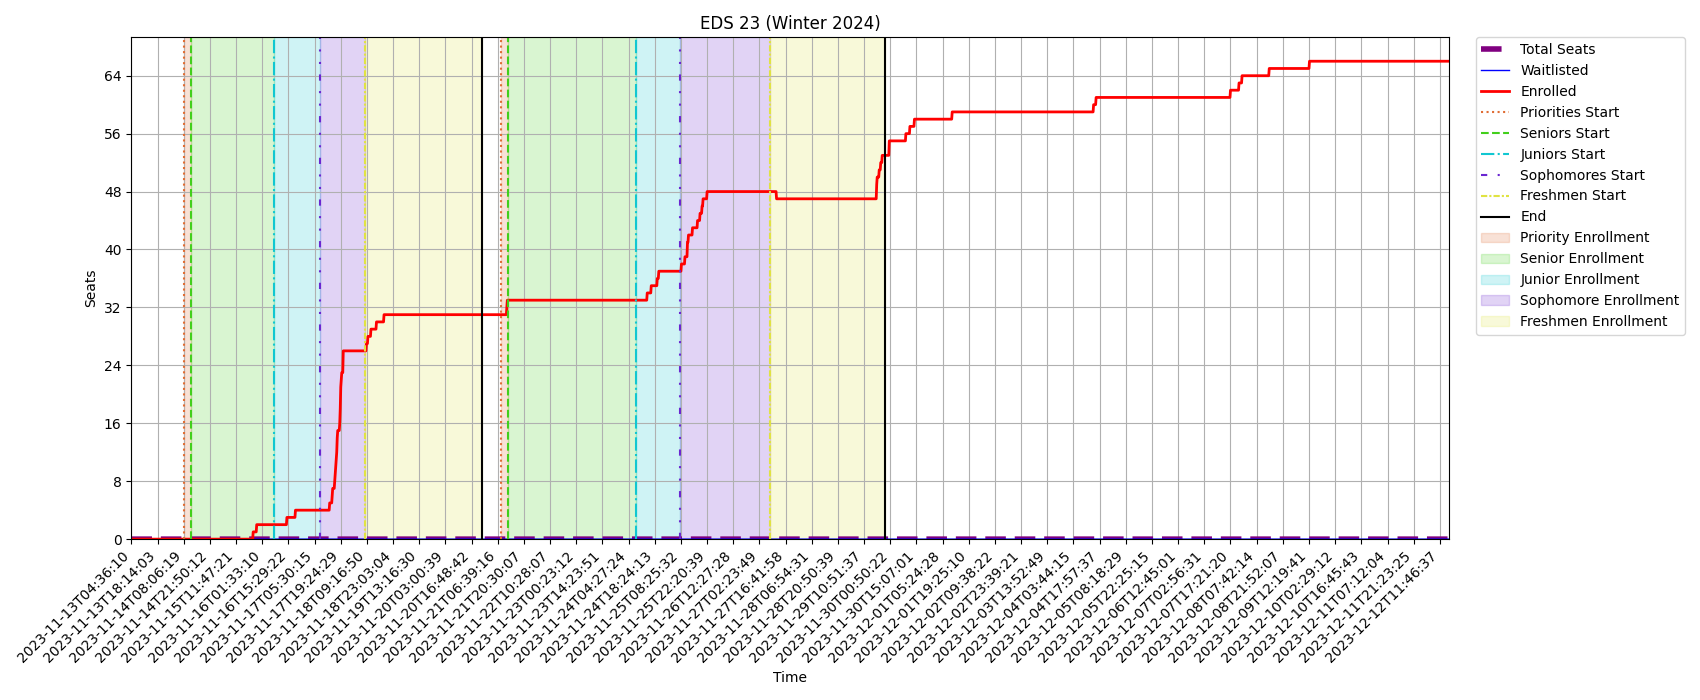 EDS 23 (Winter 2024)
Total Seats
Waitlisted
Enrolled
Priorities Start
Seniors Start
Juniors Start
Sophomores Start
Freshmen Start
End
Priority Enrollment
Senior Enrollment
Junior Enrollment
Sophomore Enrollment
Freshmen Enrollment
Seats
64
56
48
40
32
24
16
8
0
2023-11-13T04:36:10
2023-11-13T18:14:03
2023-11-14T08:06:19
2023-11-14T21:50:12
2023-11-15T11:47:21
2023-11-16T01:33:10
2023-11-16T15:29:22
2023-11-17T05:30:15
2023-11-17T19:24:29
2023-11-18T09:16:50
2023-11-18T23:03:04
2023-11-19T13:16:30
2023-11-20T03:00:39
2023-11-20T16:48:42
2023-11-21T06:39:16
2023-11-21T20:30:07
2023-11-22T10:28:07
2023-11-23T00:23:12
2023-11-23T14:23:51
2023-11-24T04:27:24
2023-11-24T18:24:13
2023-11-25T08:25:32
2023-11-25T22:20:39
2023-11-26T12:27:28
2023-11-27T02:23:49
2023-11-27T16:41:58
2023-11-28T06:54:31
2023-11-28T20:50:39
2023-11-29T10:51:37
2023-11-30T00:50:22
2023-11-30T15:07:01
2023-12-01T05:24:28
2023-12-01T19:25:10
2023-12-02T09:38:22
2023-12-02T23:39:21
2023-12-03T13:52:49
2023-12-04T03:44:15
2023-12-04T17:57:37
2023-12-05T08:18:29
2023-12-05T22:25:15
2023-12-06T12:45:01
2023-12-07T02:56:31
2023-12-07T17:21:20
2023-12-08T07:42:14
2023-12-08T21:52:07
2023-12-09T12:19:41
2023-12-10T02:29:12
2023-12-10T16:45:43
2023-12-11T07:12:04
2023-12-11T21:23:25
2023-12-12T11:46:37
Time